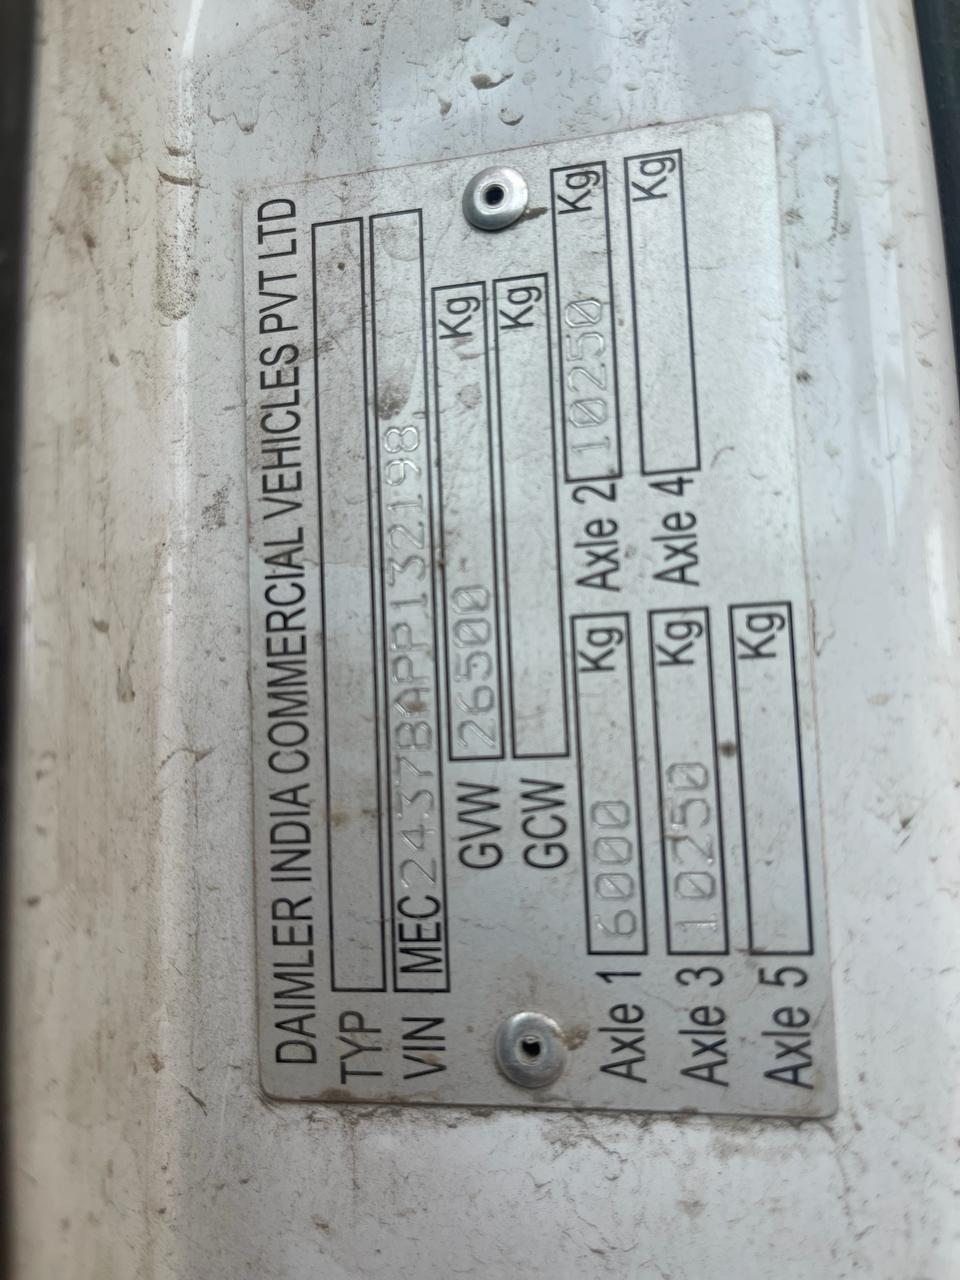 DAIMLER INDIA COMMERCIAL VEHICLES PVT LTD
TYP
VIN MEC2437BAPP132198
GVW 26500 Kg
GCW Kg
Axle 1 6000 Kg Axle 2 10250 Kg
Axle 3 10250 Kg Axle 4 Kg
Axle 5 Kg